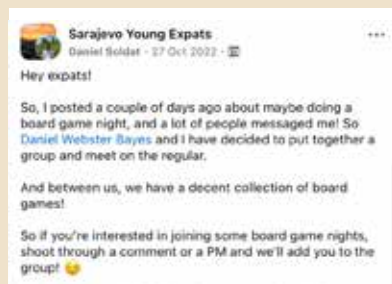 Sarajevo Young Expats
Daniel Soldat · 27 Oct 2022 ·
Hey expats!
So, I posted a couple of days ago about maybe doing a
board game night, and a lot of people messaged me! So
Daniel Webster Bayes and I have decided to put together a
group and meet on the regular.
And between us, we have a decent collection of board
games!
So if you're interested in joining some board game nights,
shoot through a comment or a PM and we'll add you to the
group! 😉